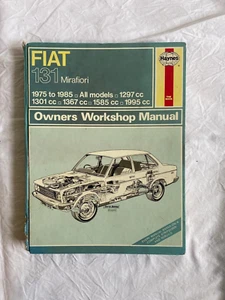 FIAT
Haynes
131 Mirafiori
1975 to 1985 □ All models □ 1297 cc
1301 cc □ 1367 cc □ 1585 cc □ 1995 cc
Owners Workshop Manual